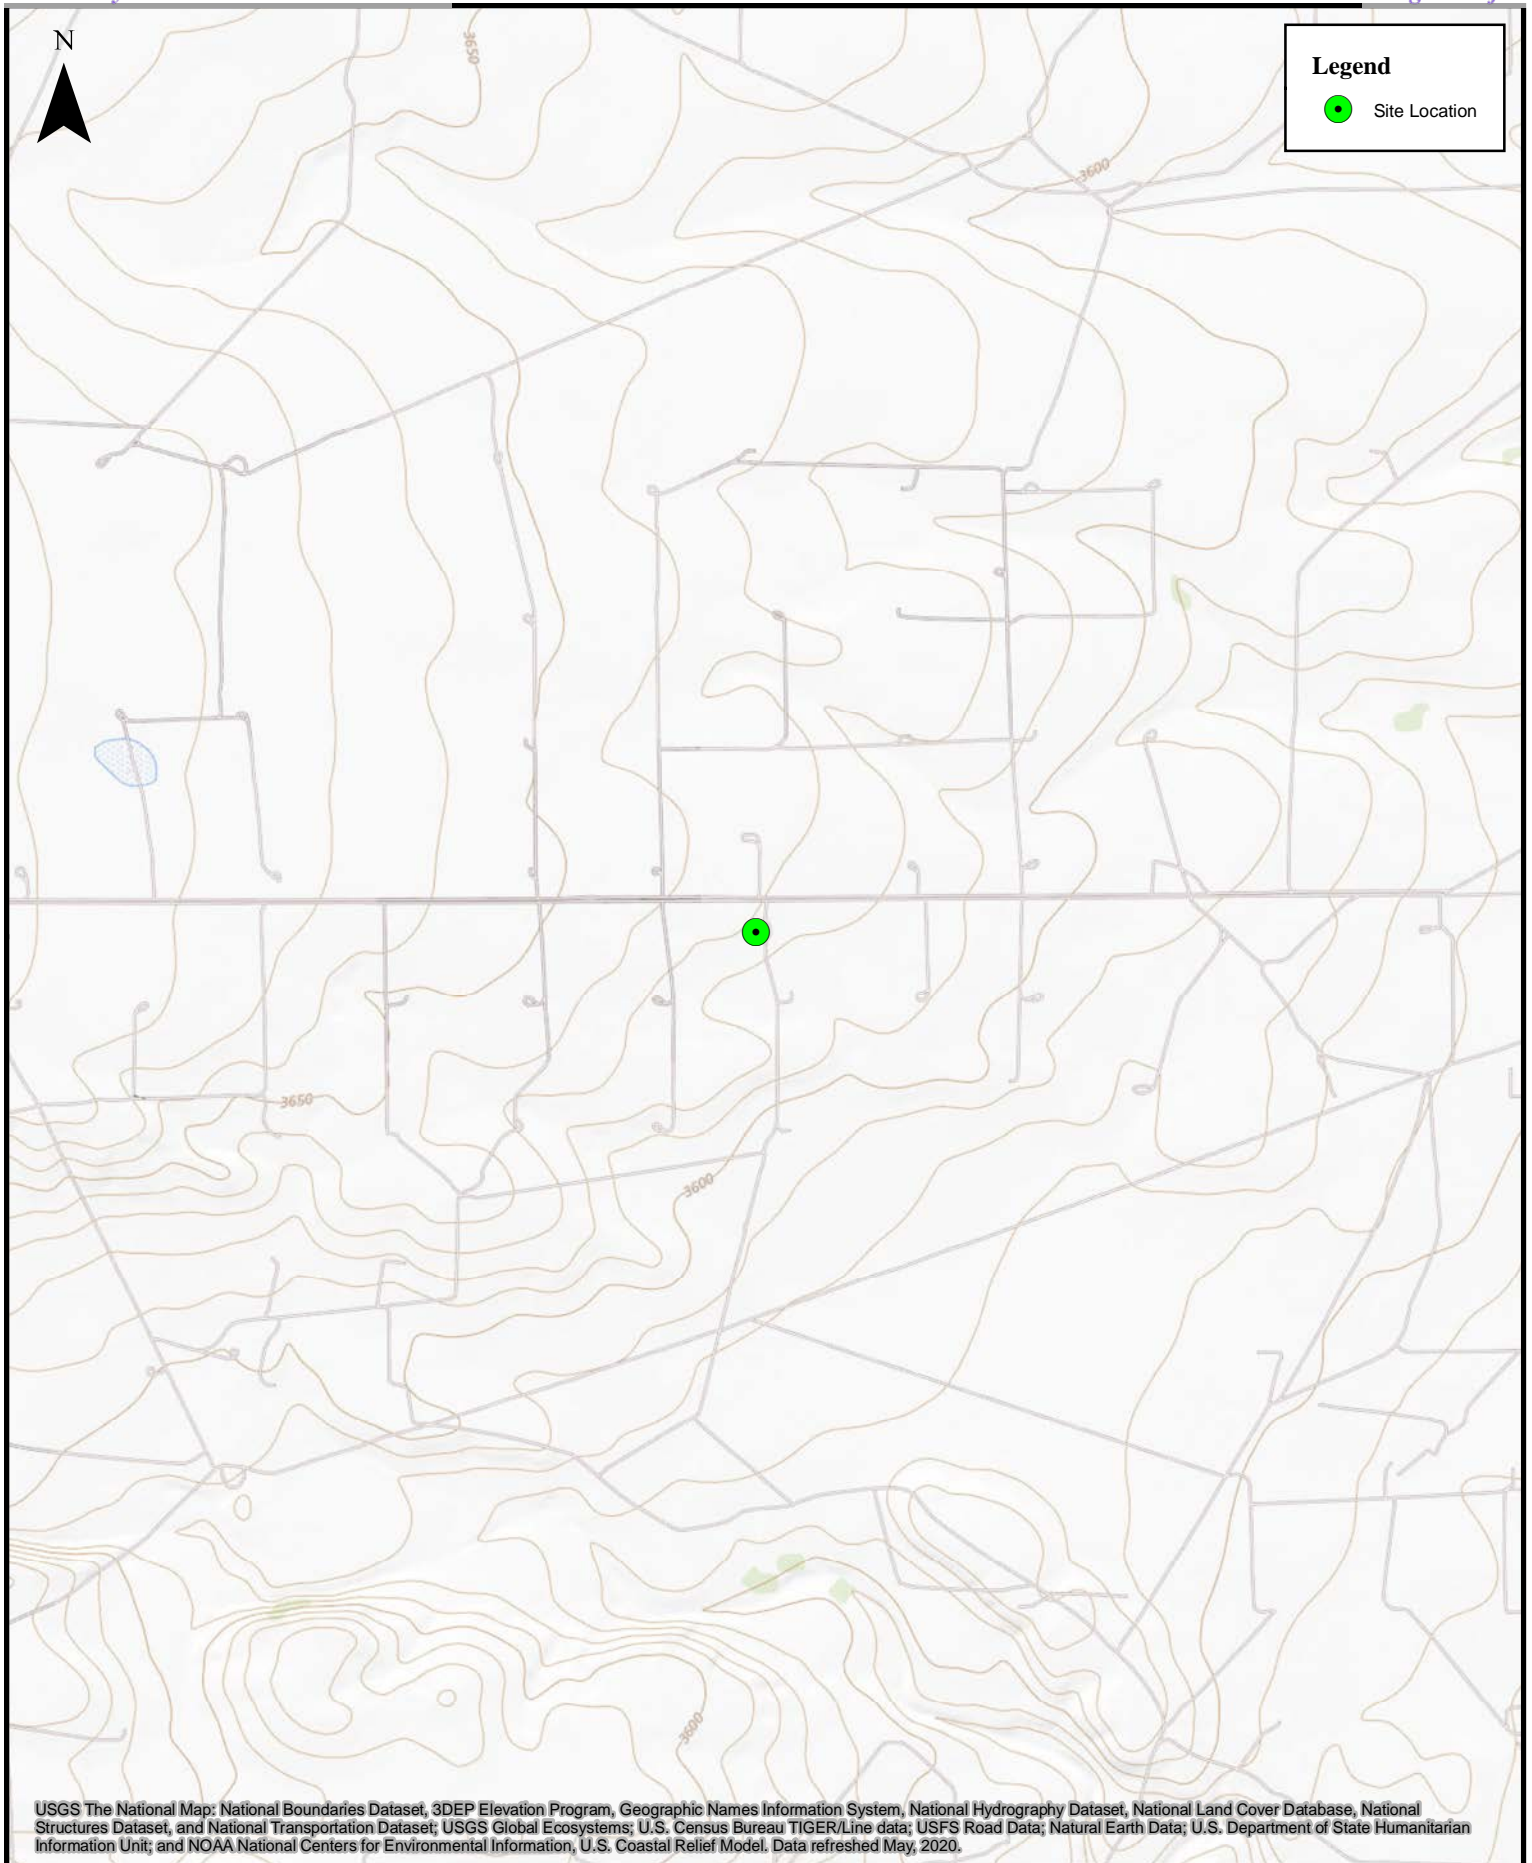 N
3650
Legend
Site Location
3600
3650
3600
3600
USGS The National Map: National Boundaries Dataset, 3DEP Elevation Program, Geographic Names Information System, National Hydrography Dataset, National Land Cover Database, National
Structures Dataset, and National Transportation Dataset; USGS Global Ecosystems; U.S. Census Bureau TIGER/Line data; USFS Road Data; Natural Earth Data; U.S. Department of State Humanitarian
Information Unit; and NOAA National Centers for Environmental Information, U.S. Coastal Relief Model. Data refreshed May, 2020.